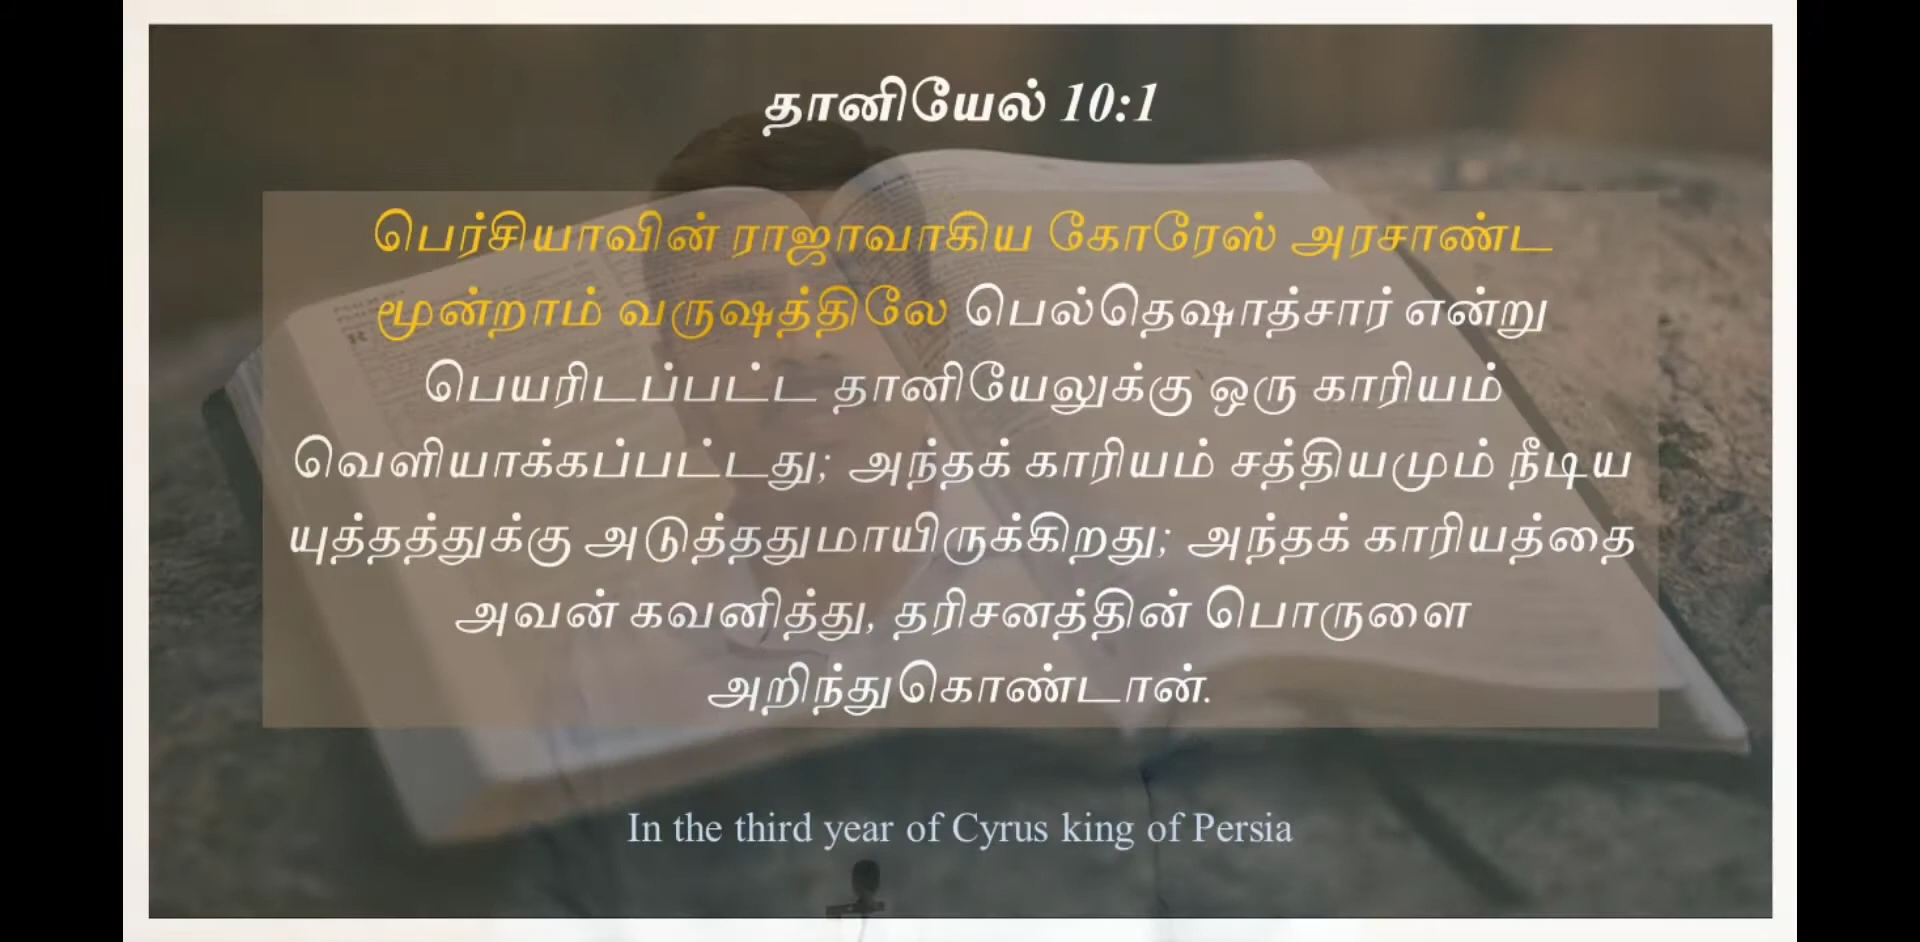 தானியேல் 10:1
பெர்சியாவின் ராஜாவாகிய கோரேஸ் அரசாண்ட
மூன்றாம் வருஷத்திலே பெல்தெஷாத்சார் என்று
பெயரிடப்பட்ட தானியேலுக்கு ஒரு காரியம்
வெளியாக்கப்பட்டது; அந்தக் காரியம் சத்தியமும் நீடிய
யுத்தத்துக்கு அடுத்ததுமாயிருக்கிறது; அந்தக் காரியத்தை
அவன் கவனித்து, தரிசனத்தின் பொருளை
அறிந்துகொண்டான்.
In the third year of Cyrus king of Persia